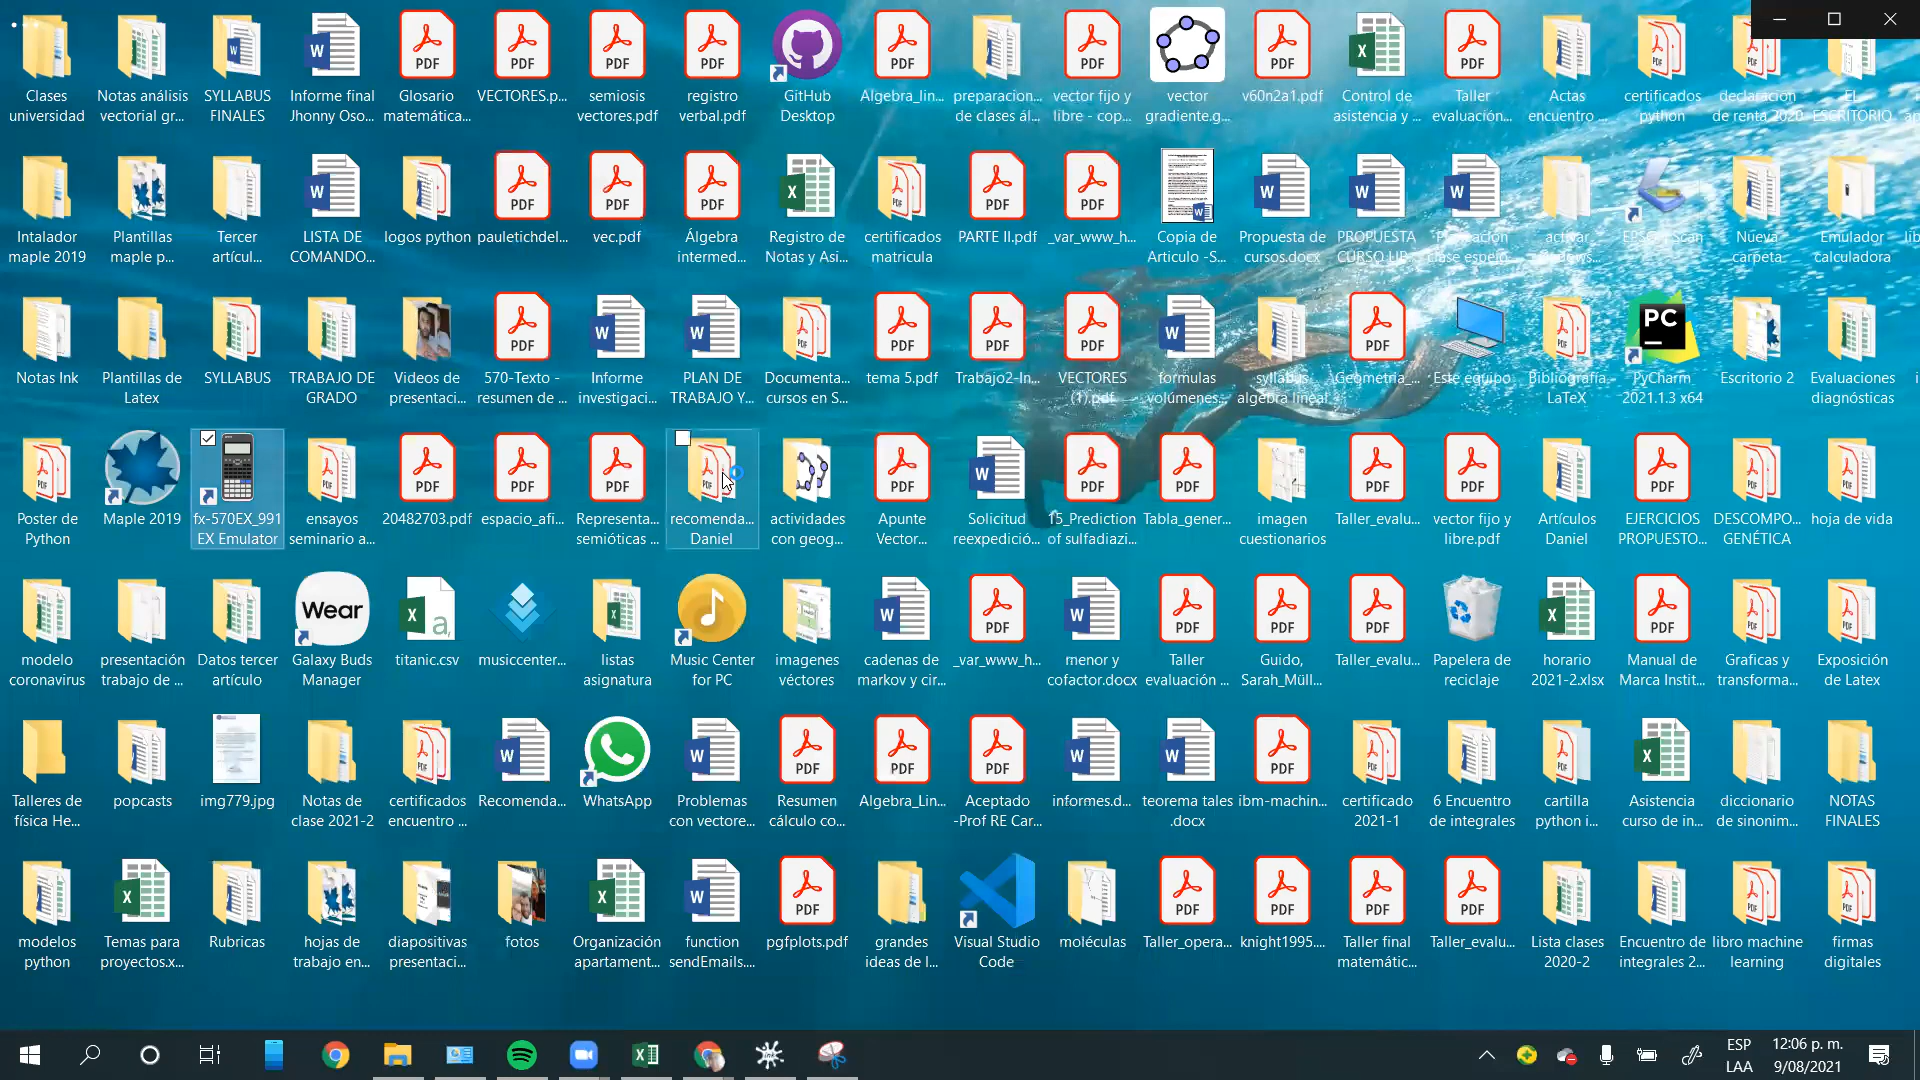 Clases
universidad
Notas análisis
vectorial gr...
SYLLABUS
FINALES
Informe final
Jhonny Oso...
Glosario
matemática...
VECTORES.p...
semiosis
vectores.pdf
registro
verbal.pdf
GitHub
Desktop
Algebra_lin...
preparacion...
de clases ál...
vector fijo y
libre - cop...
vector
gradiente.g...
v60n2a1.pdf
Control de
asistencia y ...
Taller
evaluación...
Actas
encuentro ...
certificados
python
declaración
de renta 2020
EL
ESCRITORIO
Intalador
maple 2019
Plantillas
maple p...
Tercer
artícul...
LISTA DE
COMANDO...
logos python
pauletichdel...
vec.pdf
Álgebra
intermed...
Registro de
Notas y Asi...
certificados
matricula
PARTE II.pdf
_var_www_h...
Copia de
Articulo -S...
Propuesta de
cursos.docx
PROPUESTA
CURSO LIB...
Planeación
clase espejo...
activar
windows...
EPSON Scan
Nueva
carpeta
Emulador
calculadora
Notas Ink
Plantillas de
Latex
SYLLABUS
TRABAJO DE
GRADO
Videos de
presentaci...
570-Texto -
resumen de ...
Informe
investigaci...
PLAN DE
TRABAJO Y...
Documenta...
cursos en S...
tema 5.pdf
Trabajo2-In...
VECTORES
(1).pdf
formulas
volúmenes...
syllabus
algebra lineal
Geometría_...
Este equipo
Bibliografía
LaTeX
PyCharm
2021.1.3 x64
Escritorio 2
Evaluaciones
diagnósticas
Poster de
Python
Maple 2019
fx-570EX_991
EX Emulator
ensayos
seminario a...
20482703.pdf
espacio_afi...
Representa...
semióticas ...
recomenda...
Daniel
actividades
con geog...
Apunte
Vector...
Solicitud
reexpedició...
15_Prediction
of sulfadiazi...
Tabla_gener...
imagen
cuestionarios
Taller_evalu...
vector fijo y
libre.pdf
Artículos
Daniel
EJERCICIOS
PROPUESTO...
DESCOMPO...
GENÉTICA
hoja de vida
modelo
coronavirus
presentación
trabajo de ...
Datos tercer
artículo
Wear
Galaxy Buds
Manager
titanic.csv
musiccenter...
listas
asignatura
Music Center
for PC
imagenes
véctores
cadenas de
markov y cir...
_var_www_h...
menor y
cofactor.docx
Taller
evaluación ...
Guido,
Sarah_Müll...
Taller_evalu...
Papelera de
reciclaje
horario
2021-2.xlsx
Manual de
Marca Instit...
Graficas y
transforma...
Exposición
de Latex
Talleres de
física He...
popcasts
img779.jpg
Notas de
clase 2021-2
certificados
encuentro ...
Recomenda...
WhatsApp
Problemas
con vectore...
Resumen
cálculo co...
Algebra_Lin...
Aceptado
-Prof RE Car...
informes.d...
teorema tales
.docx
ibm-machin...
certificado
2021-1
6 Encuentro
de integrales
cartilla
python i...
Asistencia
curso de in...
diccionario
de sinonim...
NOTAS
FINALES
modelos
python
Temas para
proyectos.x...
Rubricas
hojas de
trabajo en...
diapositivas
presentaci...
fotos
Organización
apartament...
function
sendEmails....
pgfplots.pdf
grandes
ideas de l...
Visual Studio
Code
moléculas
Taller_opera...
knight1995....
Taller final
matemátic...
Taller_evalu...
Lista clases
2020-2
Encuentro de
integrales 2...
libro machine
learning
firmas
digitales
ESP
LAA
12:06 p. m.
9/08/2021